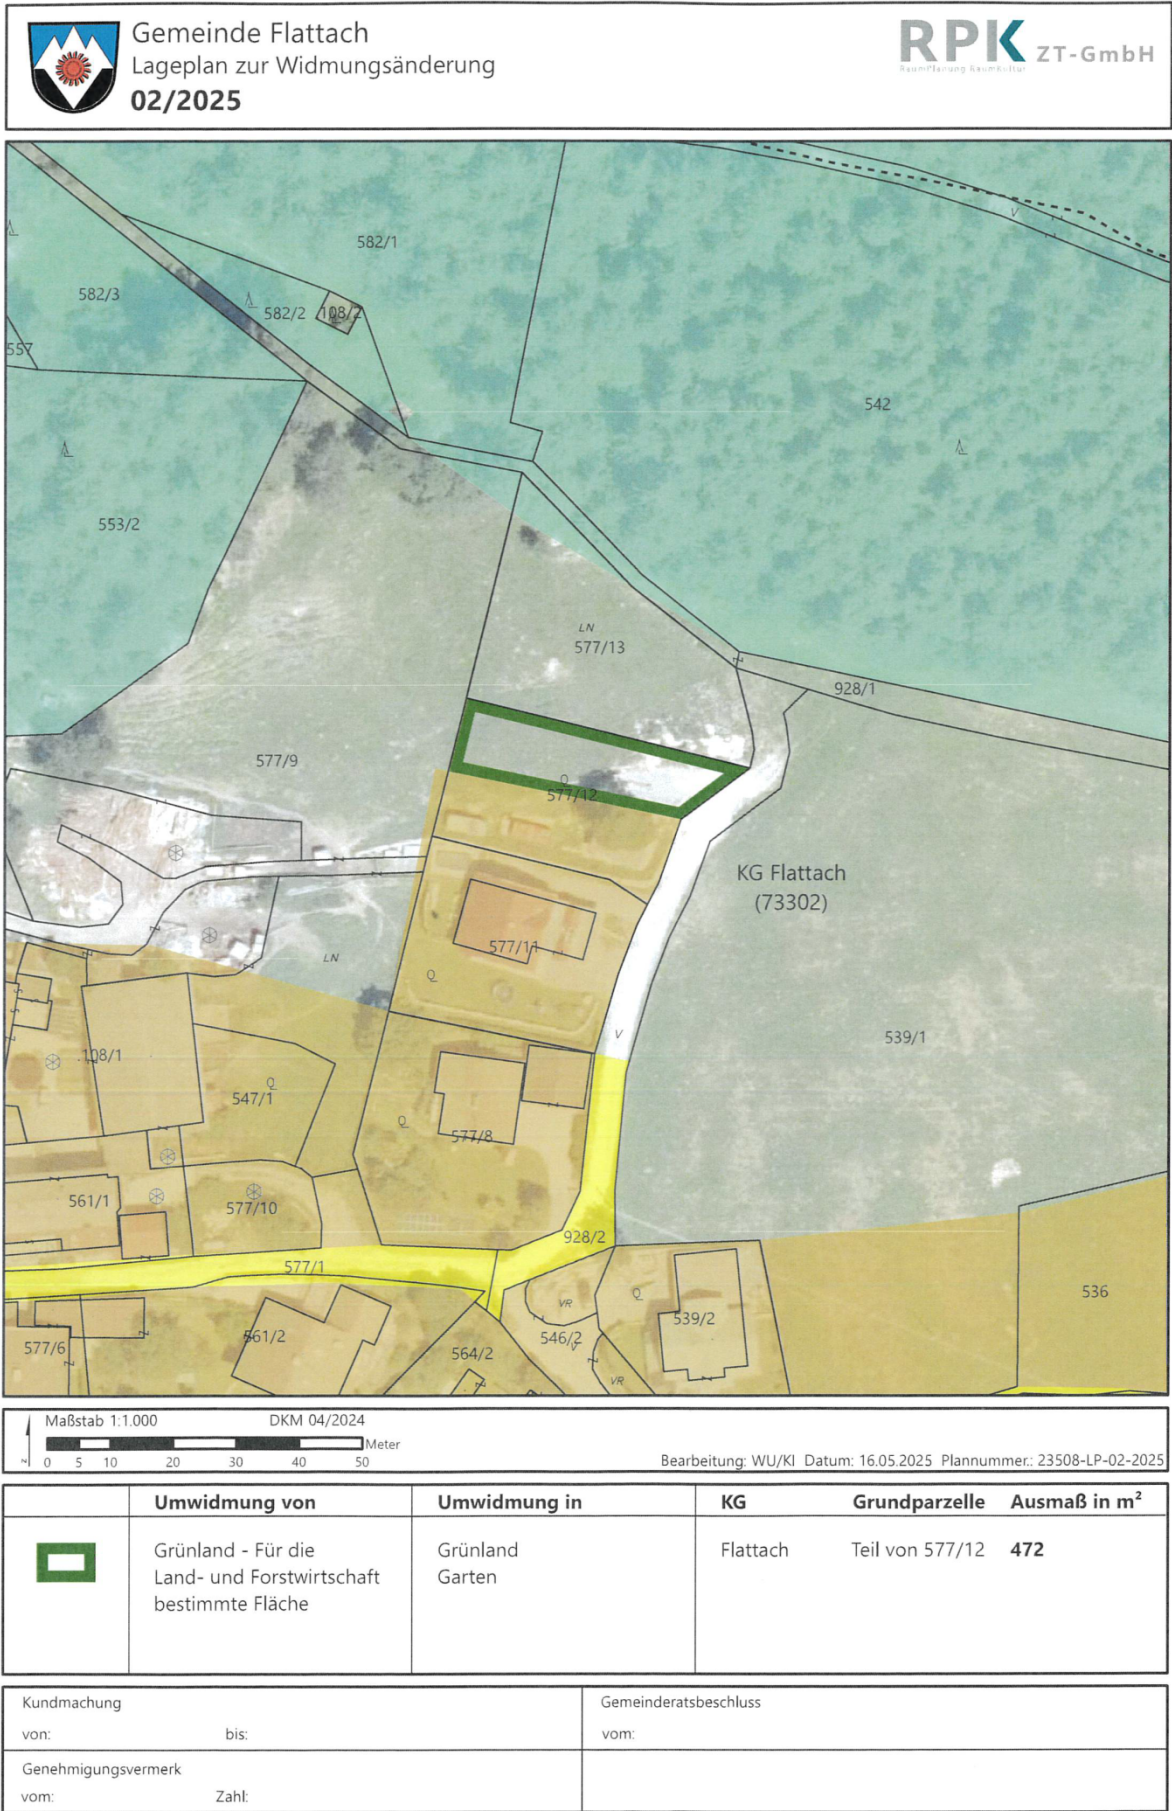 Gemeinde Flattach
Lageplan zur Widmungsänderung
02/2025
RPK ZT-GmbH
RaumPlanung RaumKultur
582/1
582/3
582/2
108/2
557
542
V
553/2
LN
577/13
928/1
577/9
577/12
KG Flattach
(73302)
577/11
LN
V
539/1
108/1
547/1
577/8
561/1
577/10
928/2
577/1
536
VR
539/2
577/6
561/2
546/2
V
564/2
VR
Maßstab 1:1.000 DKM 04/2024
Meter
0 5 10 20 30 40 50
z
Bearbeitung: WU/KI Datum: 16.05.2025 Plannummer.: 23508-LP-02-2025
Umwidmung von Umwidmung in KG Grundparzelle Ausmaß in m²
Grünland - Für die Grünland Flattach Teil von 577/12 472
Land- und Forstwirtschaft Garten
bestimmte Fläche
Kundmachung Gemeinderatsbeschluss
von: bis: vom:
Genehmigungsvermerk
vom: Zahl: